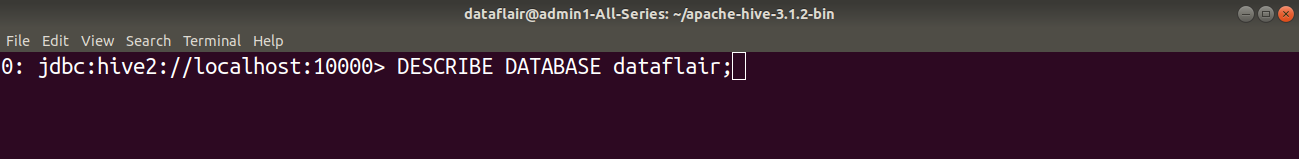 dataflair@admin1-All-Series: ~/apache-hive-3.1.2-bin
File Edit View Search Terminal Help
0: jdbc:hive2://localhost:10000> DESCRIBE DATABASE dataflair;